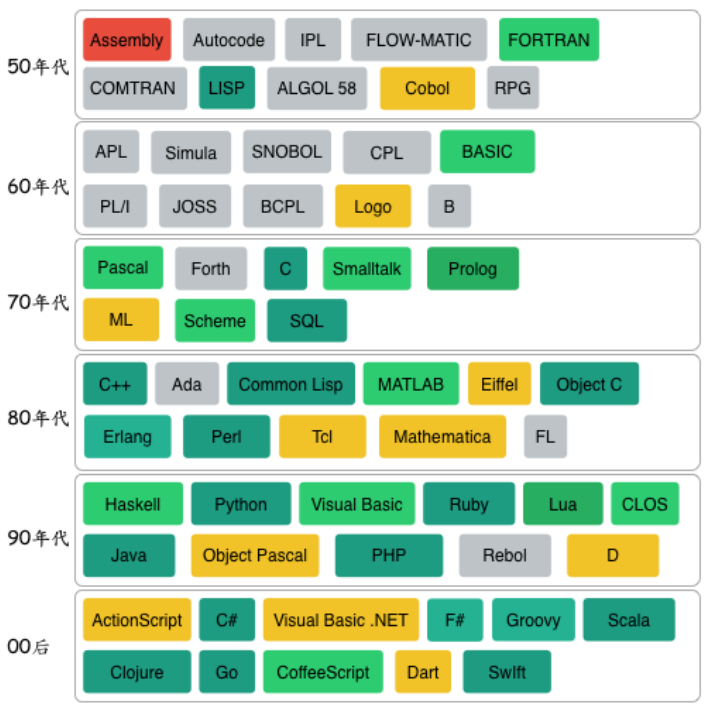 50年代
Assembly Autocode IPL FLOW-MATIC FORTRAN
COMTRAN LISP ALGOL 58 Cobol RPG
60年代
APL Simula SNOBOL CPL BASIC
PL/I JOSS BCPL Logo B
70年代
Pascal Forth C Smalltalk Prolog
ML Scheme SQL
80年代
C++ Ada Common Lisp MATLAB Eiffel Object C
Erlang Perl Tcl Mathematica FL
90年代
Haskell Python Visual Basic Ruby Lua CLOS
Java Object Pascal PHP Rebol D
00后
ActionScript C# Visual Basic .NET F# Groovy Scala
Clojure Go CoffeeScript Dart SwIft